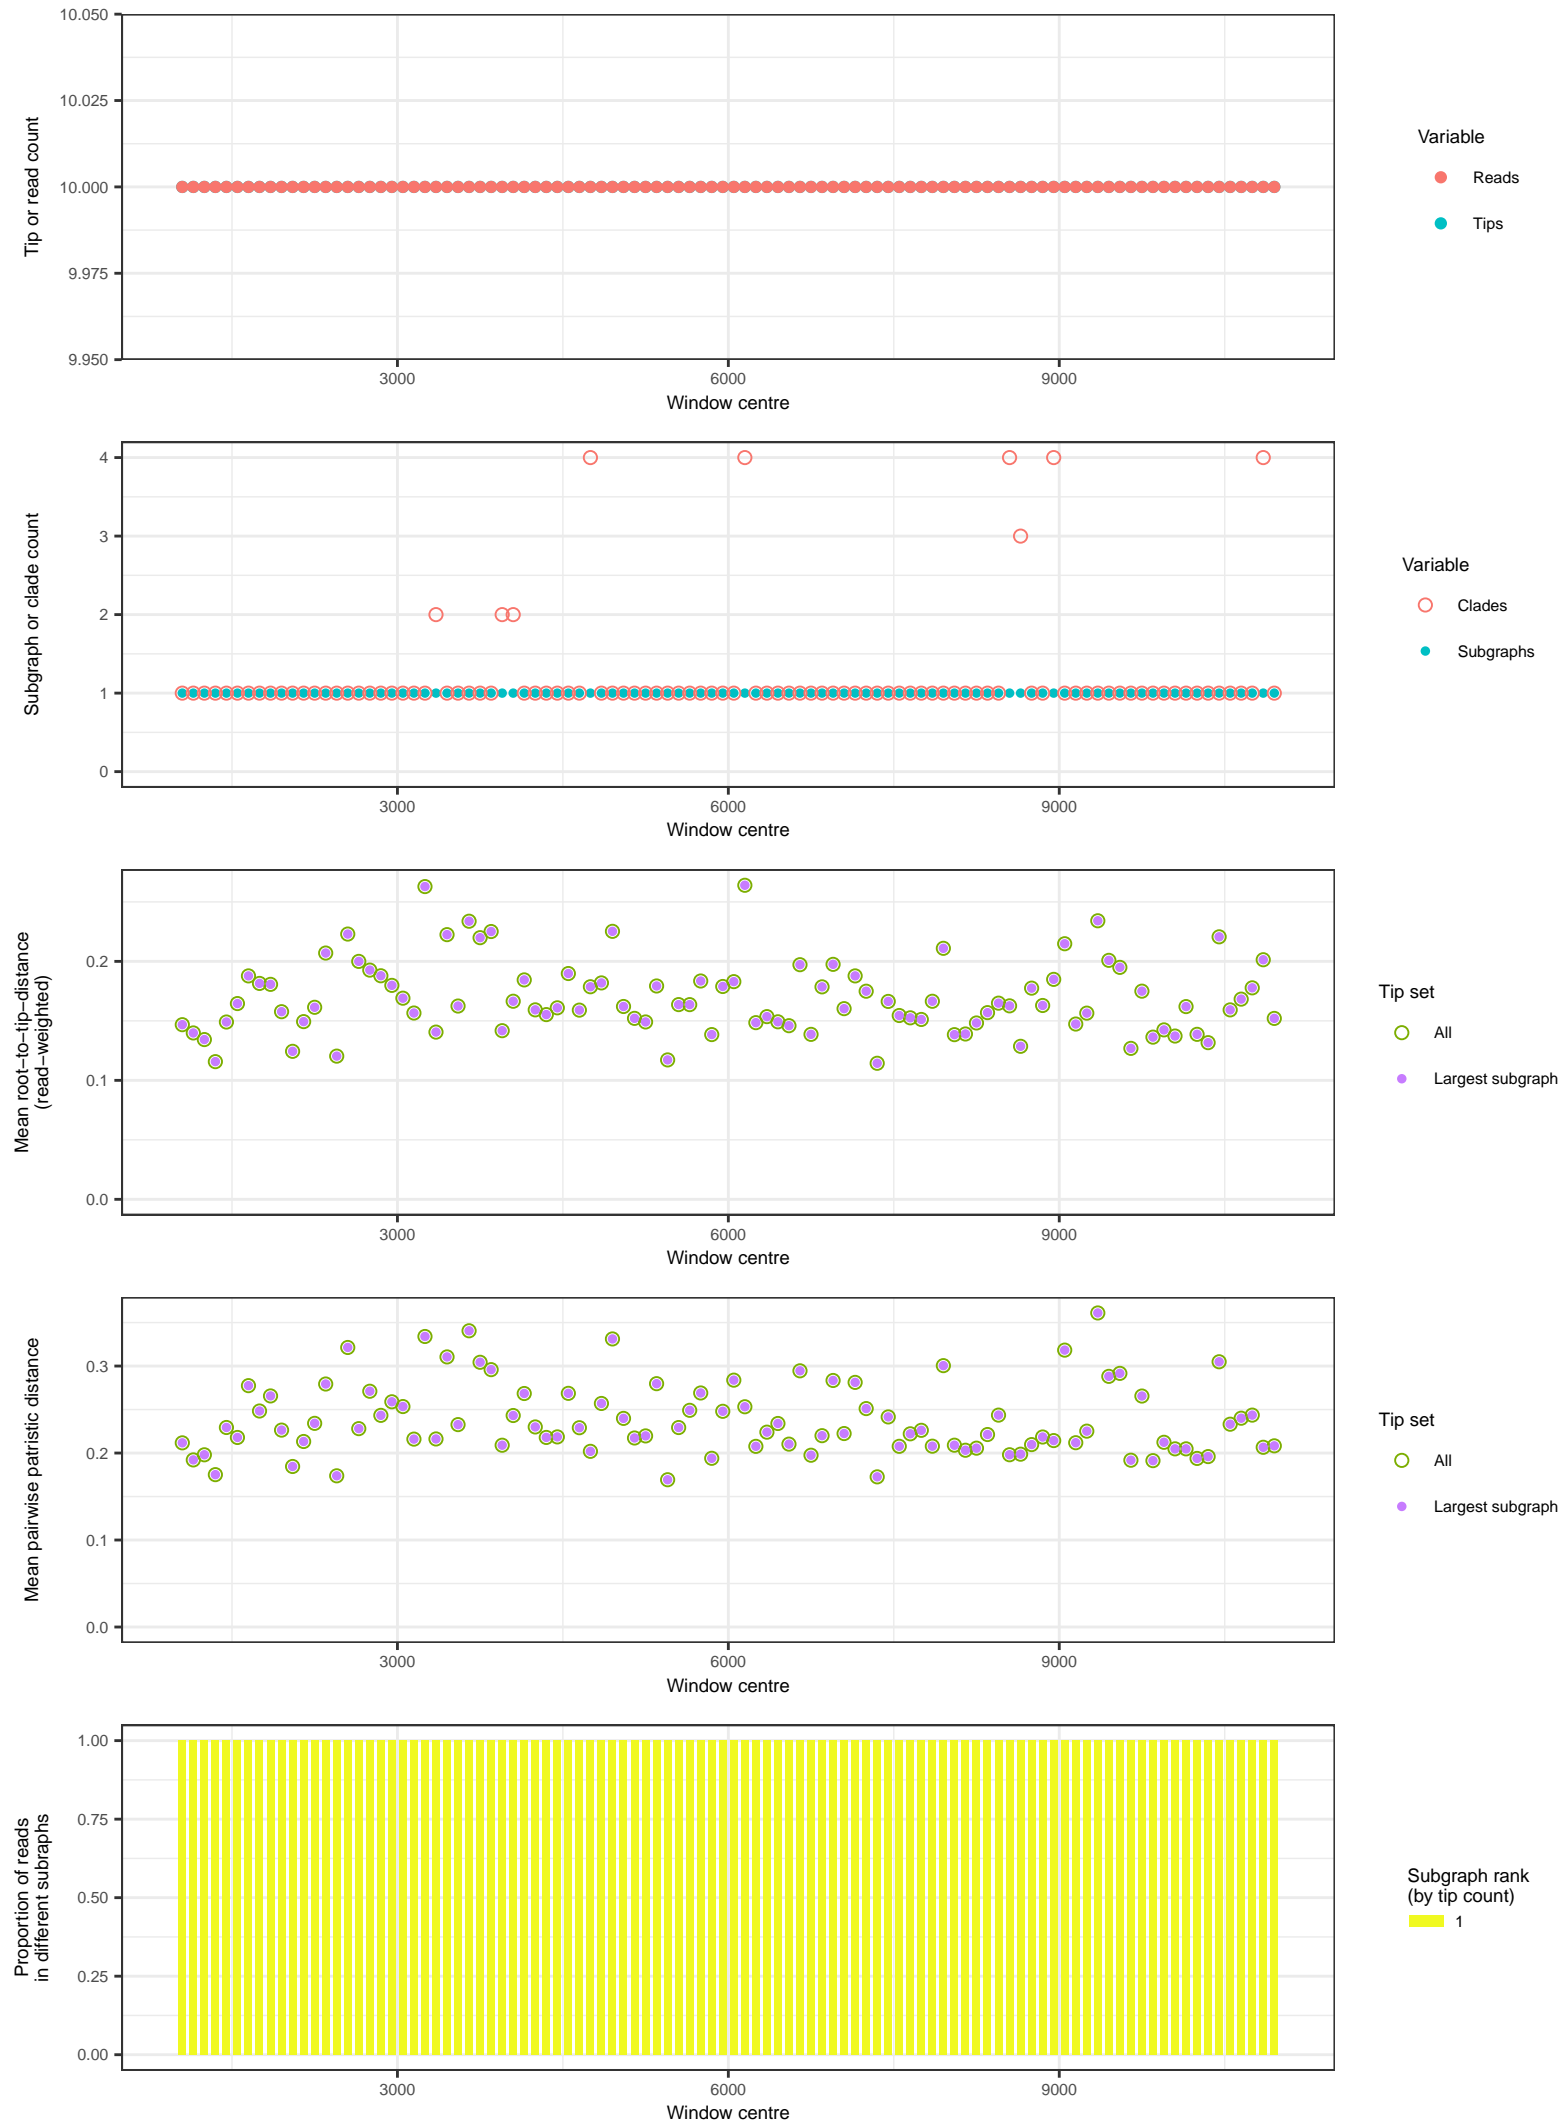 10.050
10.025
10.000
9.975
9.950
Tip or read count
3000 6000 9000
Window centre
Variable
Reads
Tips
4
3
2
1
0
Subgraph or clade count
3000 6000 9000
Window centre
Variable
Clades
Subgraphs
0.2
0.1
0.0
Mean root−to−tip−distance
(read−weighted)
3000 6000 9000
Window centre
Tip set
All
Largest subgraph
0.3
0.2
0.1
0.0
Mean pairwise patristic distance
3000 6000 9000
Window centre
Tip set
All
Largest subgraph
1.00
0.75
0.50
0.25
0.00
Proportion of reads
in different subraphs
3000 6000 9000
Window centre
Subgraph rank
(by tip count)
1